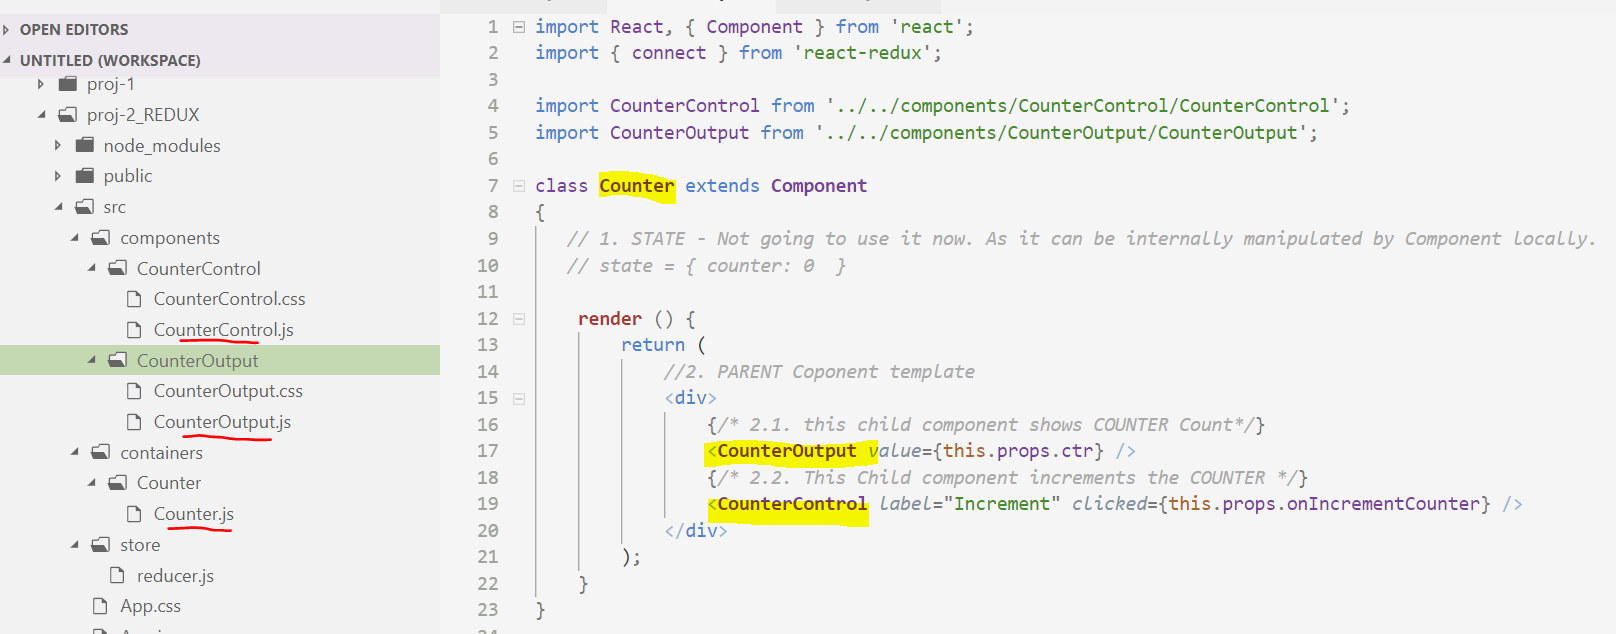 OPEN EDITORS
UNTITLED (WORKSPACE)
proj-1
proj-2_REDUX
node_modules
public
src
components
CounterControl
CounterControl.css
CounterControl.js
CounterOutput
CounterOutput.css
CounterOutput.js
containers
Counter
Counter.js
store
reducer.js
App.css
1 import React, { Component } from 'react';
2 import { connect } from 'react-redux';
3
4 import CounterControl from '../../components/CounterControl/CounterControl';
5 import CounterOutput from '../../components/CounterOutput/CounterOutput';
6
7 class Counter extends Component
8 {
9 // 1. STATE - Not going to use it now. As it can be internally manipulated by Component locally.
10 // state = { counter: 0  }
11
12 render () {
13 return (
14 //2. PARENT Coponent template
15 <div>
16 {/* 2.1. this child component shows COUNTER Count*/}
17 <CounterOutput value={this.props.ctr} />
18 {/* 2.2. This Child component increments the COUNTER */}
19 <CounterControl label="Increment" clicked={this.props.onIncrementCounter} />
20 </div>
21 );
22 }
23 }